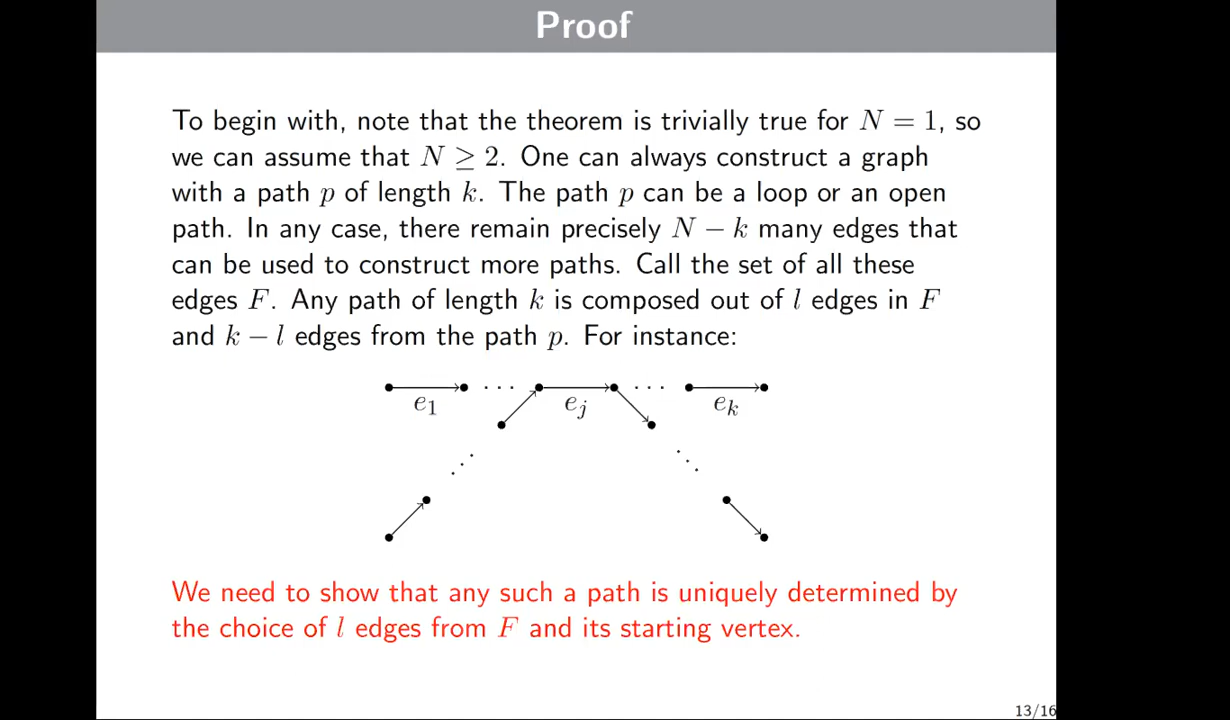 Proof
To begin with, note that the theorem is trivially true for N = 1, so
we can assume that N ≥ 2. One can always construct a graph
with a path p of length k. The path p can be a loop or an open
path. In any case, there remain precisely N − k many edges that
can be used to construct more paths. Call the set of all these
edges F. Any path of length k is composed out of l edges in F
and k − l edges from the path p. For instance:
e₁ ··· eⱼ ··· eₖ
We need to show that any such a path is uniquely determined by
the choice of l edges from F and its starting vertex.
13/16